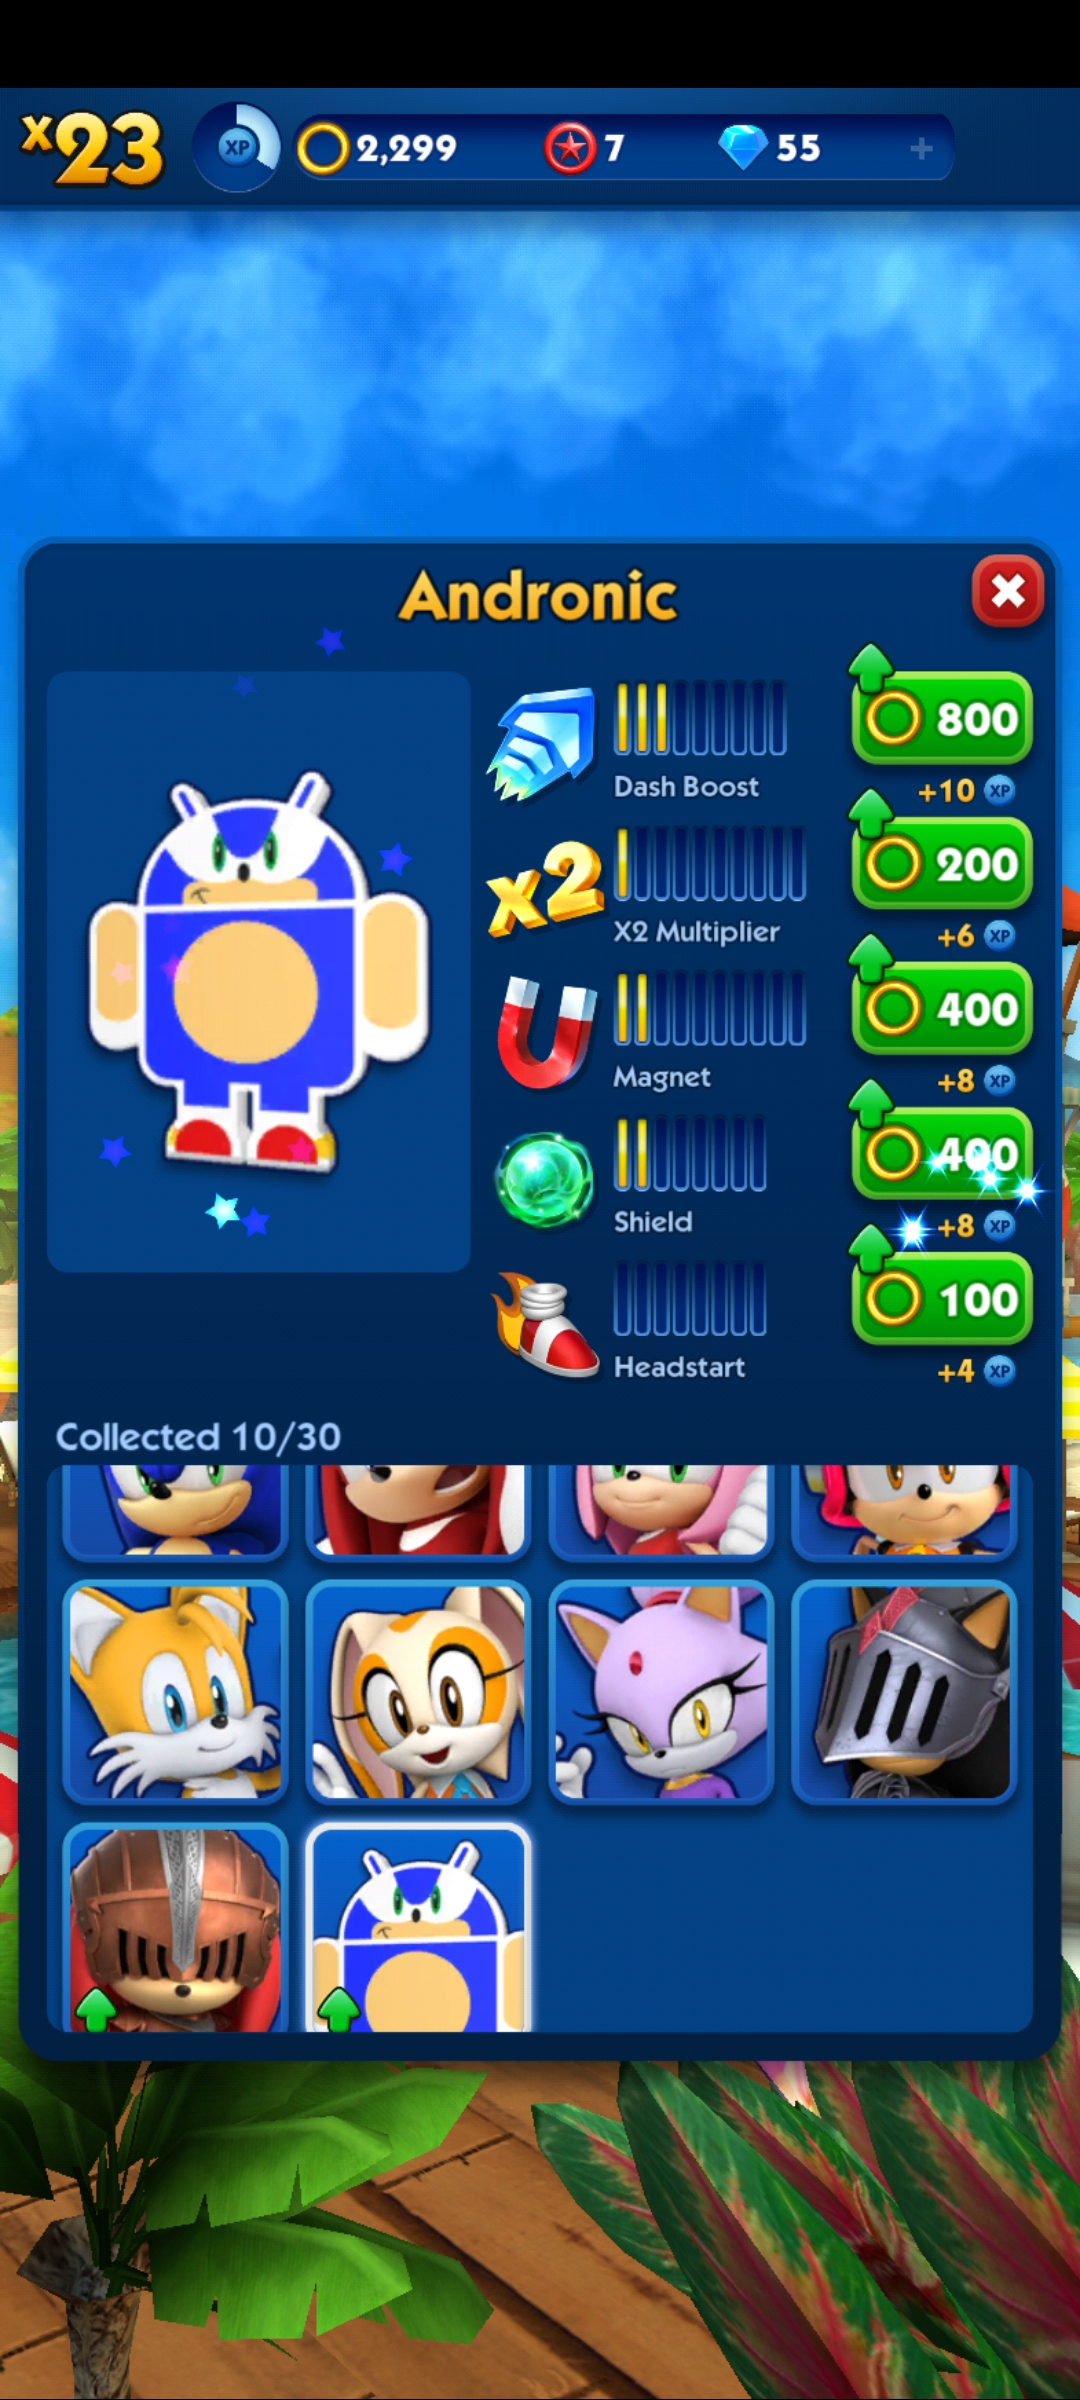 x23 XP 2,299 7 55 +
Andronic
800
Dash Boost
+10 XP
x2 200
X2 Multiplier
+6 XP
400
Magnet
+8 XP
400
Shield
+8 XP
100
Headstart
+4 XP
Collected 10/30